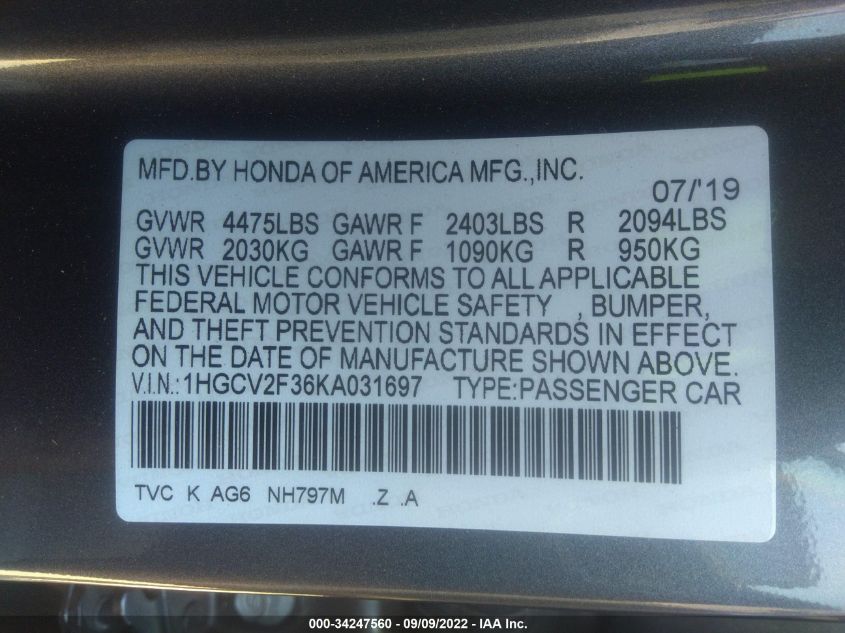 MFD.BY HONDA OF AMERICA MFG.,INC.
07/'19
GVWR 4475LBS GAWR F 2403LBS R 2094LBS
GVWR 2030KG GAWR F 1090KG R 950KG
THIS VEHICLE CONFORMS TO ALL APPLICABLE
FEDERAL MOTOR VEHICLE SAFETY , BUMPER,
AND THEFT PREVENTION STANDARDS IN EFFECT
ON THE DATE OF MANUFACTURE SHOWN ABOVE.
V.I.N.:1HGCV2F36KA031697 TYPE:PASSENGER CAR
TVC K AG6 NH797M .Z .A
000-34247560 - 09/09/2022 - IAA Inc.